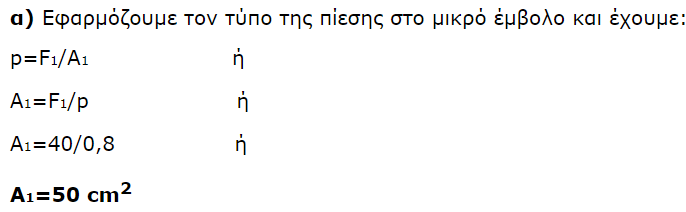 α) Εφαρμόζουμε τον τύπο της πίεσης στο μικρό έμβολο και έχουμε:
p=F₁/A₁ ή
A₁=F₁/p ή
A₁=40/0,8 ή
A₁=50 cm²